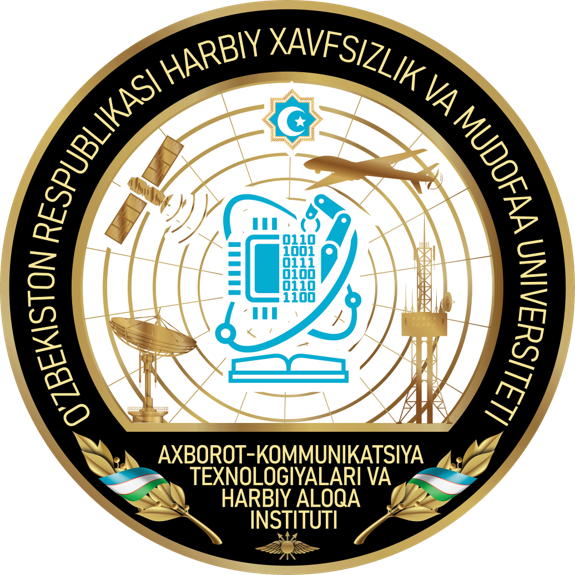 O'ZBEKISTON RESPUBLIKASI HARBIY XAVFSIZLIK VA MUDOFAA UNIVERSITETI
0110
1001
0111
0100
0110
1100
AXBOROT-KOMMUNIKATSIYA
TEXNOLOGIYALARI VA
HARBIY ALOQA
INSTITUTI